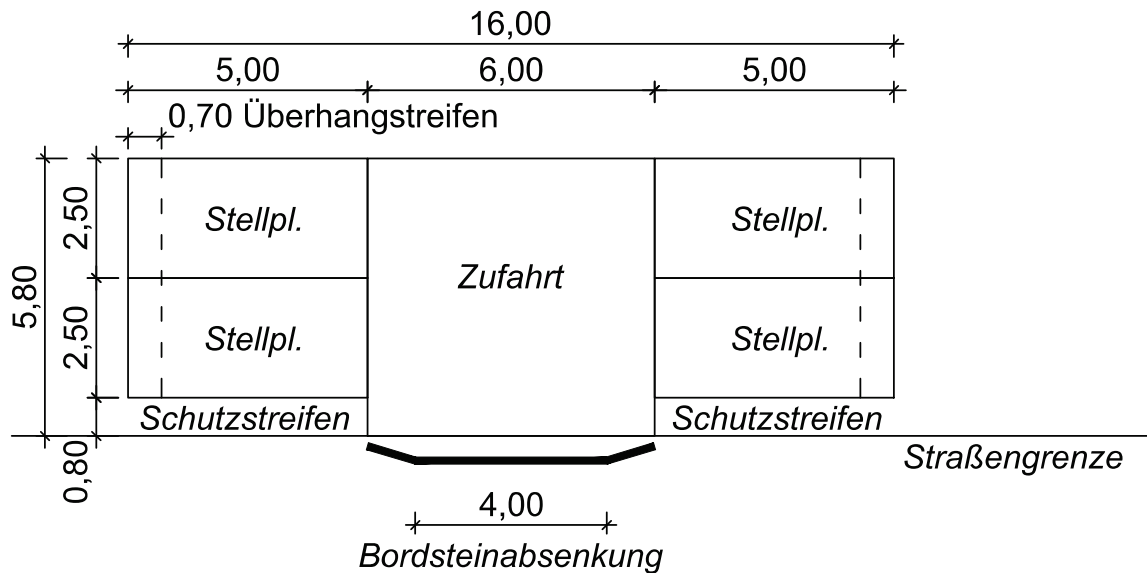 16,00
5,00 6,00 5,00
0,70 Überhangstreifen
2,50 Stellpl. Stellpl.
5,80 Zufahrt
2,50 Stellpl. Stellpl.
Schutzstreifen Schutzstreifen
0,80 Straßengrenze
4,00
Bordsteinabsenkung